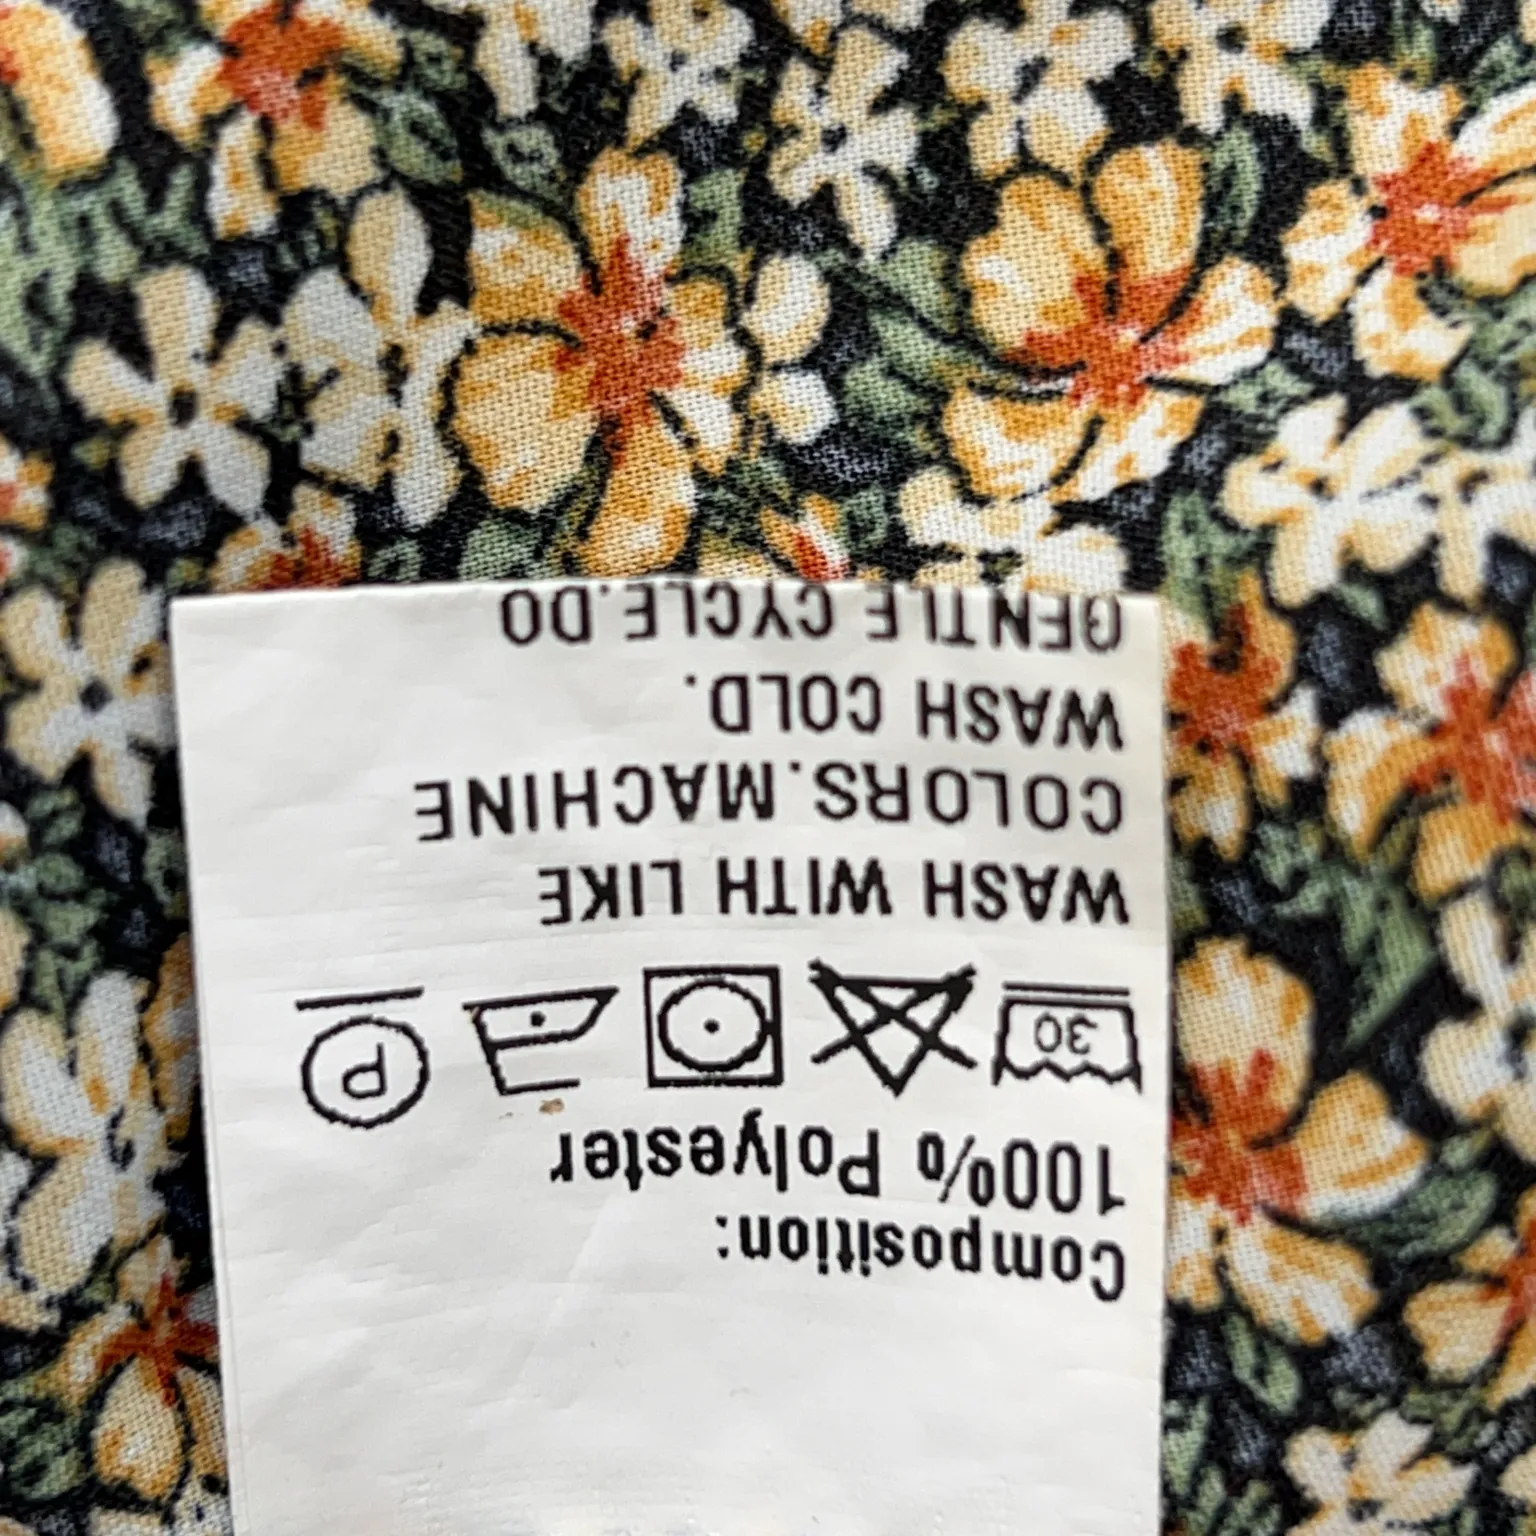 Composition:
100% Polyester
30
P
WASH WITH LIKE
COLORS. MACHINE
WASH COLD.
GENTLE CYCLE.DO